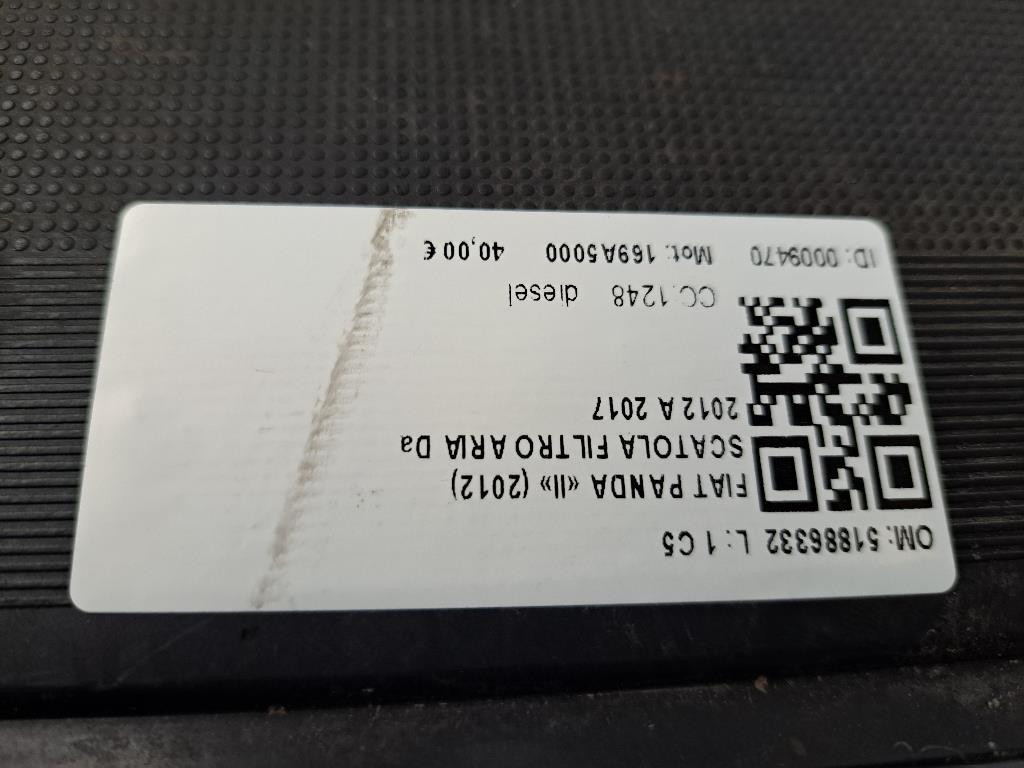 OM: 51886332 L: 1 C5
FIAT PANDA «II» (2012)
SCATOLA FILTRO ARIA Da
2012 A 2017
CC:1248 diesel
ID: 0009470 Mot: 169A5000 40,00 €